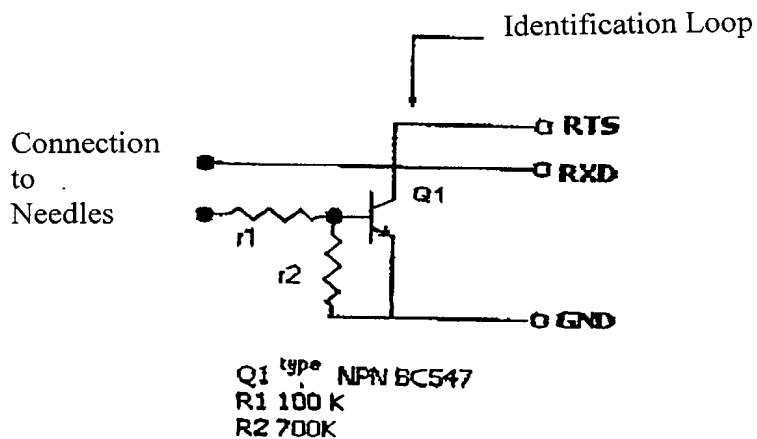 Identification Loop
RTS
Connection
to
Needles
RXD
Q1
r1
r2
GND
Q1 type NPN BC547
R1 100 K
R2 700K